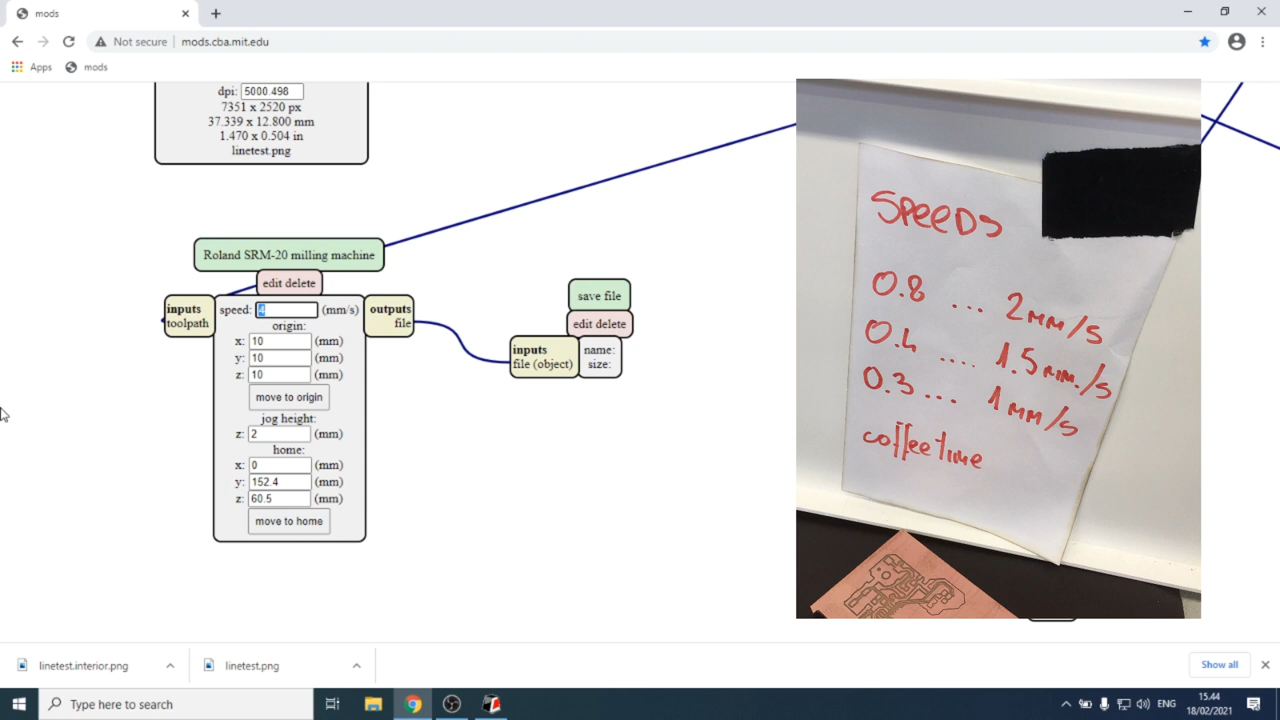 mods
Not secure
mods.cba.mit.edu
Apps
mods
dpi: 5000.498
7351 x 2520 px
37.339 x 12.800 mm
1.470 x 0.504 in
linetest.png
Roland SRM-20 milling machine
edit delete
inputs
toolpath
speed: 4 (mm/s)
outputs
file
origin:
x: 10 (mm)
y: 10 (mm)
z: 10 (mm)
move to origin
jog height:
z: 2 (mm)
home:
x: 0 (mm)
y: 152.4 (mm)
z: 60.5 (mm)
move to home
save file
edit delete
inputs
file (object)
name:
size:
SPeeDs
0.8 ... 2mm/s
0.4 .... 1.5mm./s
0.3... 1mm/s
coffee time
linetest.interior.png
linetest.png
Show all
Type here to search
ENG
15.44
18/02/2021